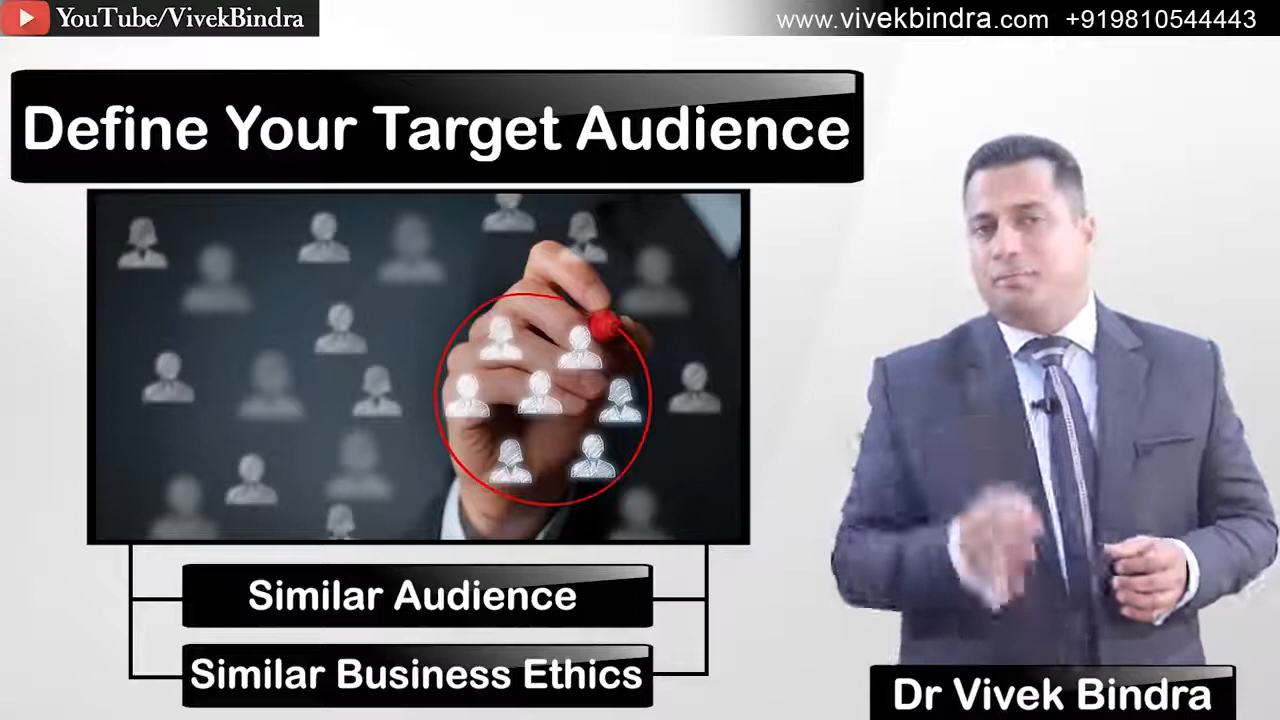 YouTube/VivekBindra
www.vivekbindra.com +919810544443
Define Your Target Audience
Similar Audience
Similar Business Ethics
Dr Vivek Bindra